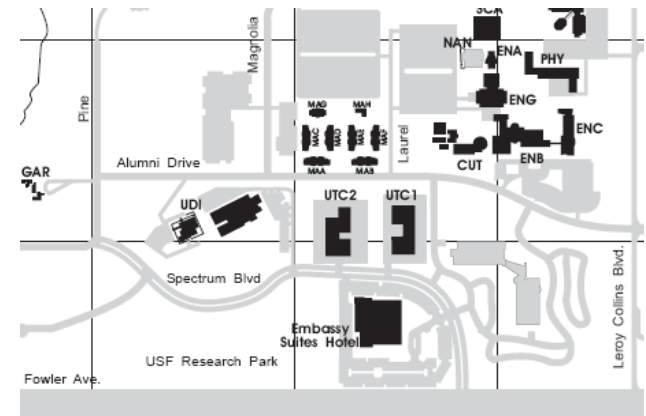 SCA
NAN
ENA
PHY
Magnolia
Pine
MAG
MAH
ENG
MAC
MAD
MAE
MAF
Laurel
ENC
CUT
ENB
Alumni Drive
MAA
MAB
GAR
UDI
UTC2
UTC1
Spectrum Blvd
Leroy Collins Blvd.
Embassy
Suites Hotel
USF Research Park
Fowler Ave.